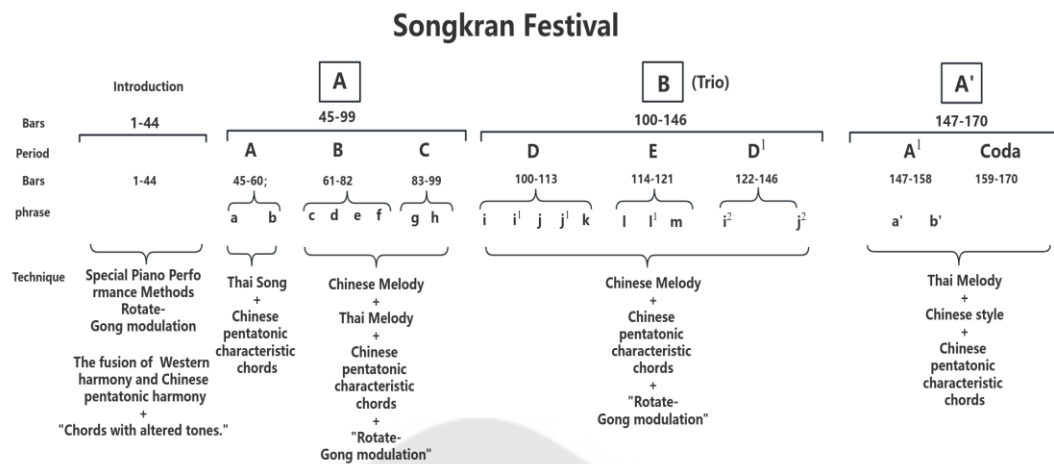 Songkran Festival
Introduction
A
B (Trio)
A'
Bars 1-44 45-99 100-146 147-170
Period A B C D E D¹ A¹ Coda
Bars 1-44 45-60; 61-82 83-99 100-113 114-121 122-146 147-158 159-170
phrase a b c d e f g h i i¹ j j¹ k l l¹ m i² j² a' b'
Technique
Special Piano Perfo
rmance Methods
Rotate-
Gong modulation
The fusion of Western
harmony and Chinese
pentatonic harmony
+
"Chords with altered tones."
Thai Song
+
Chinese
pentatonic
characteristic
chords
Chinese Melody
+
Thai Melody
+
Chinese
pentatonic
characteristic
chords
+
"Rotate-
Gong modulation"
Chinese Melody
+
Chinese
pentatonic
characteristic
chords
+
"Rotate-
Gong modulation"
Thai Melody
+
Chinese style
+
Chinese
pentatonic
characteristic
chords